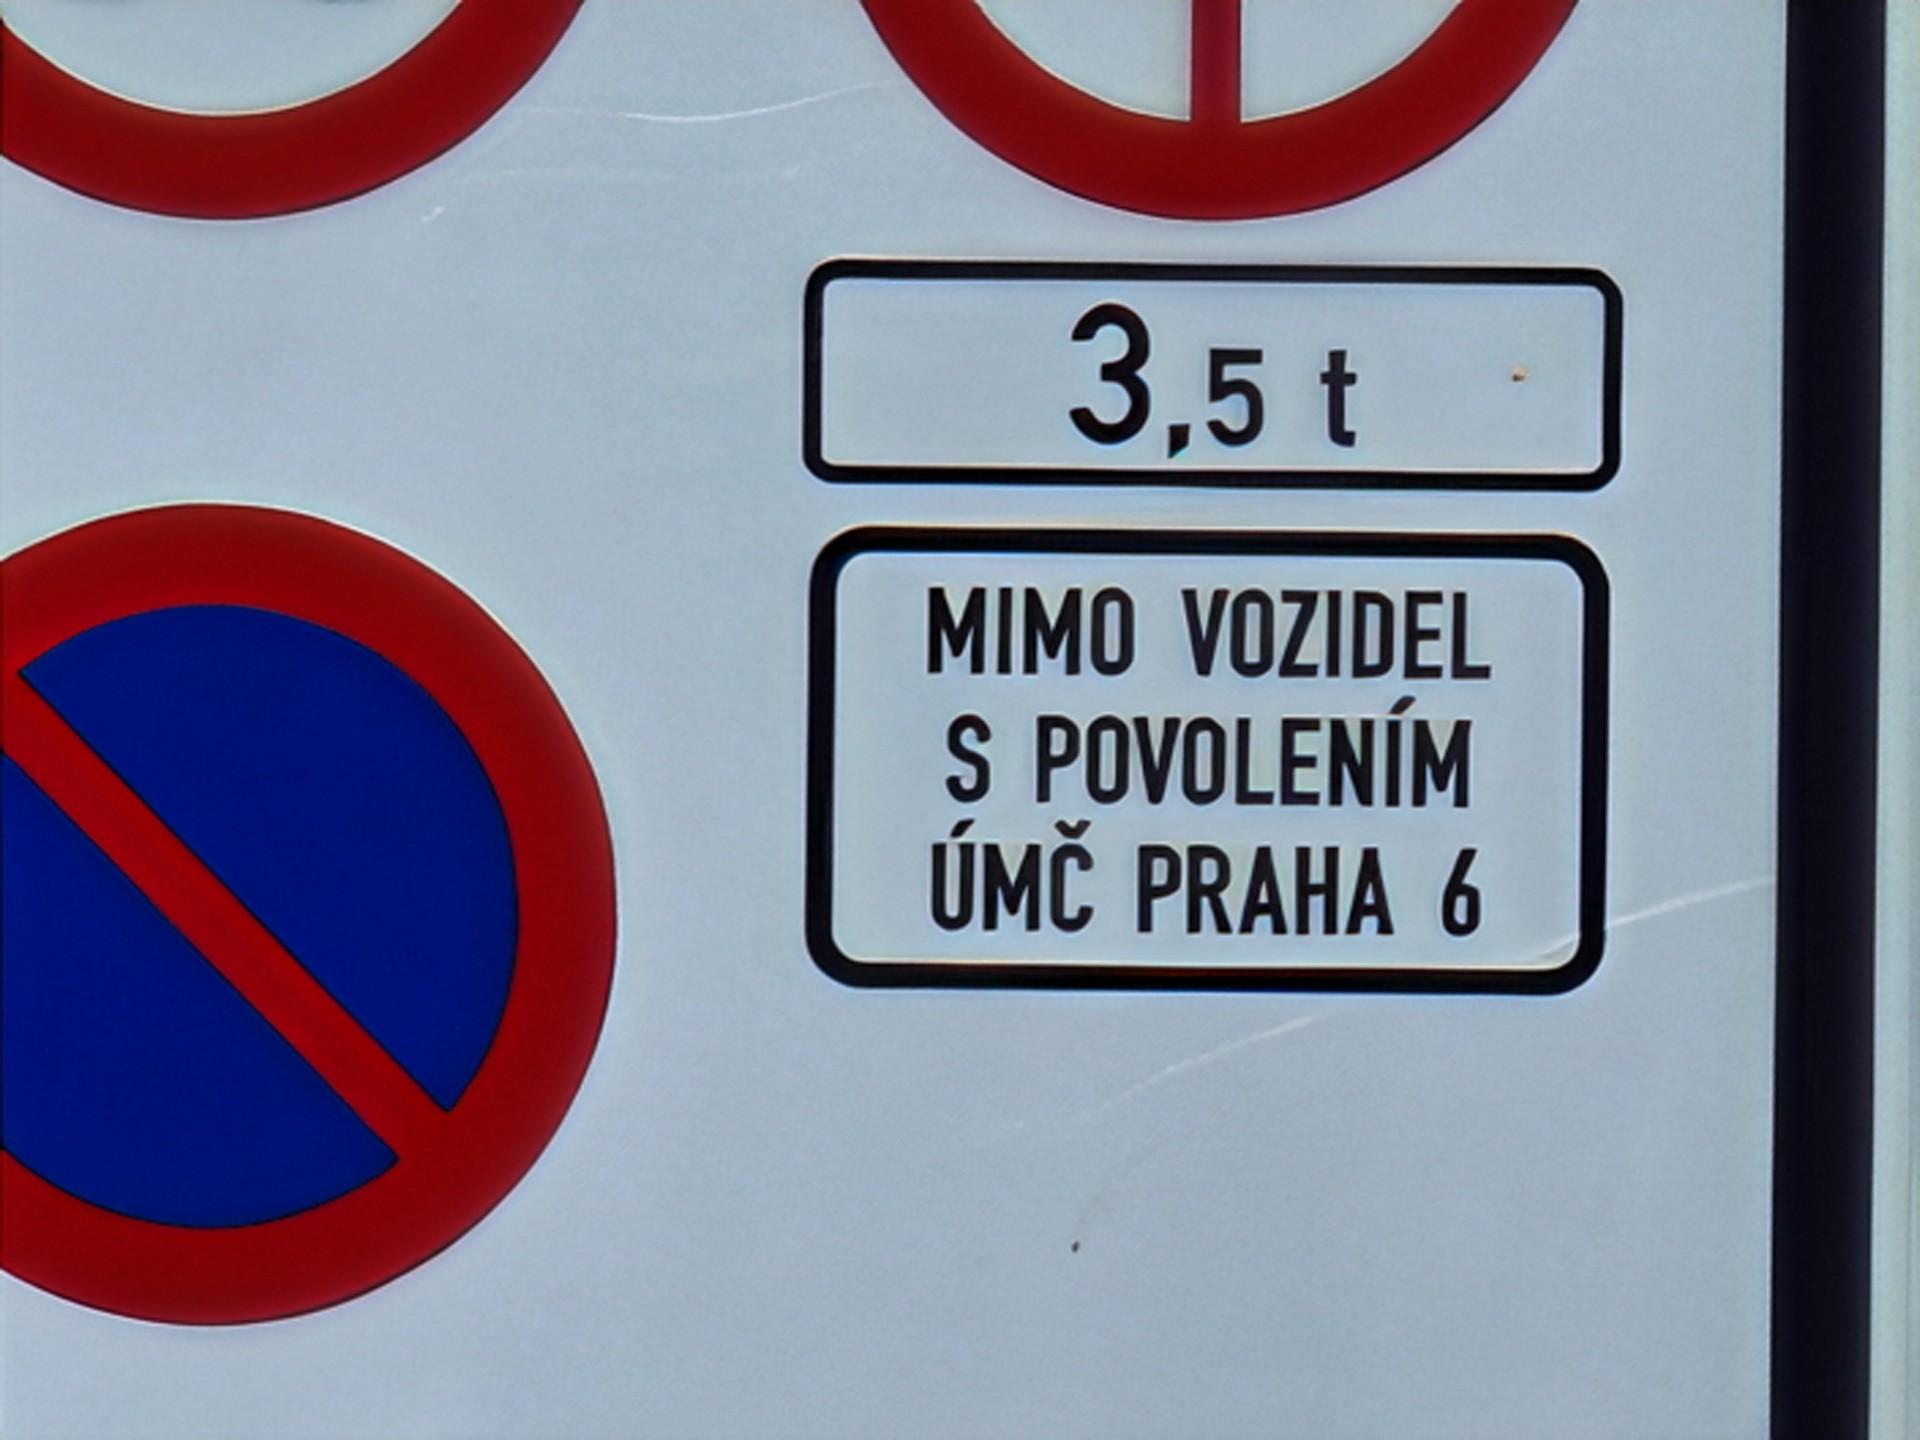 3,5 t
MIMO VOZIDEL
S POVOLENÍM
ÚMČ PRAHA 6